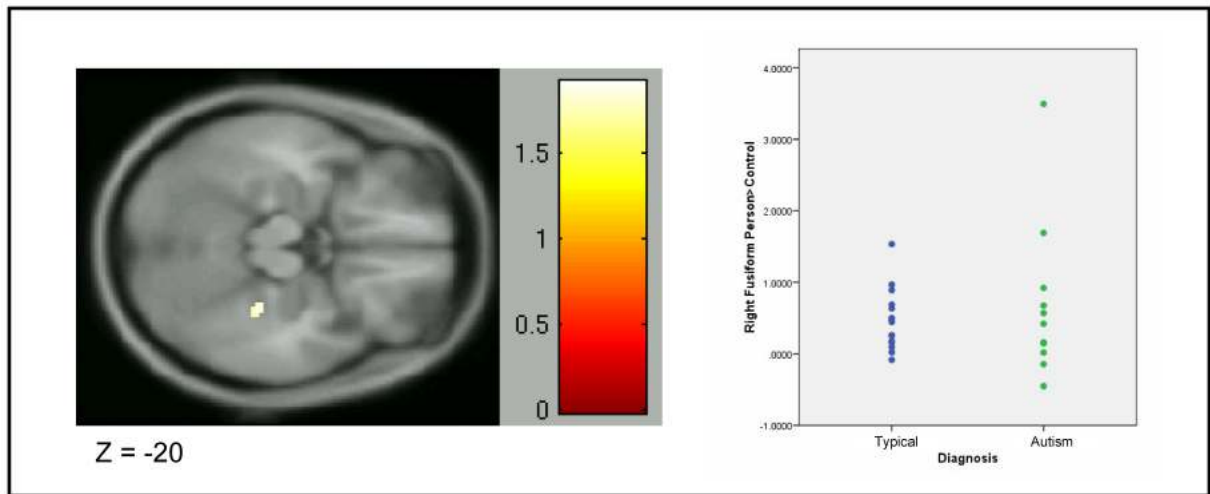 1.5
1
0.5
0
Z = -20
4.0000
3.0000
2.0000
1.0000
.0000
-1.0000
Right Fusiform Person>Control
Typical
Autism
Diagnosis